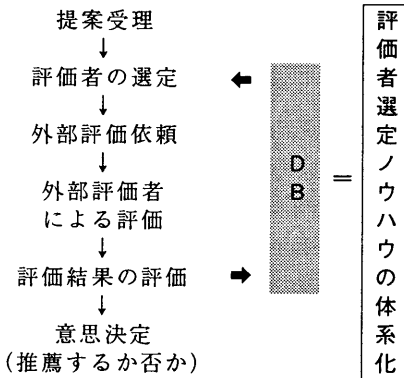 提案受理
↓
評価者の選定
↓
外部評価依頼
↓
外部評価者
による評価
↓
評価結果の評価
↓
意思決定
(推薦するか否か)
←
DB
→
=
評価者選定ノウハウの体系化